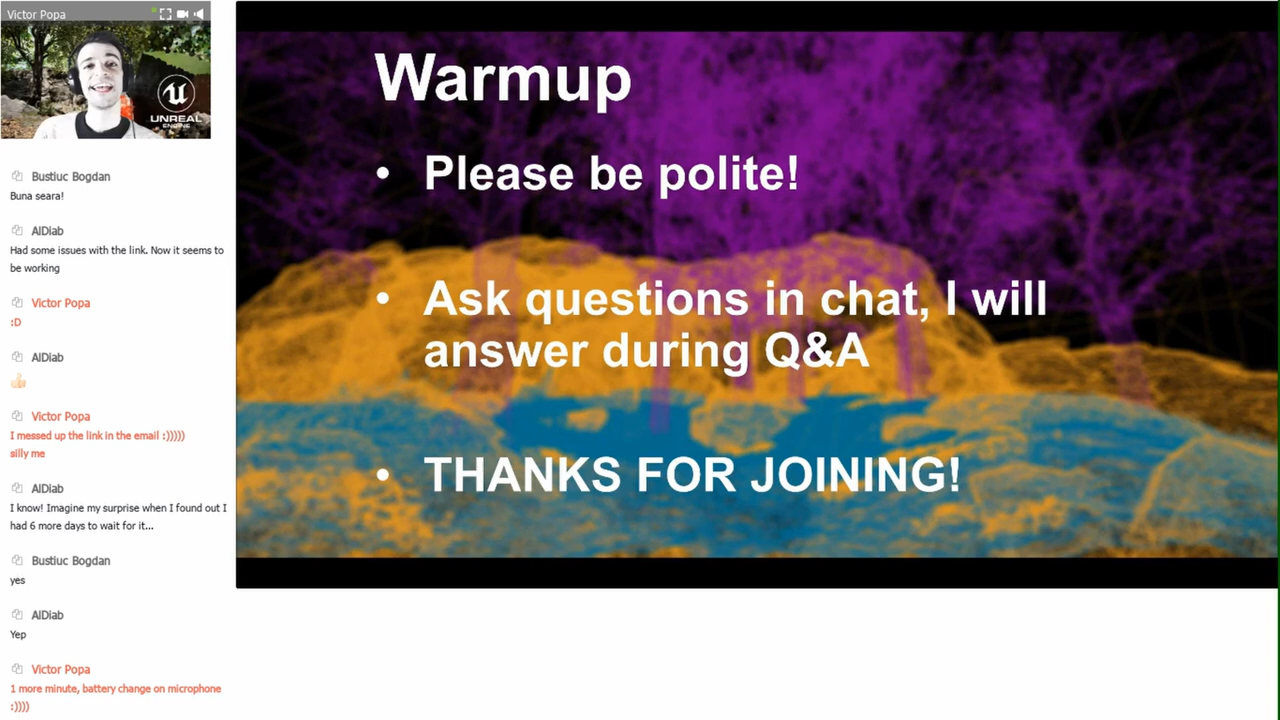 Victor Popa
UNREAL
ENGINE
Bustiuc Bogdan
Buna seara!
AlDiab
Had some issues with the link. Now it seems to
be working
Victor Popa
:D
AlDiab
Victor Popa
I messed up the link in the email :)))))
silly me
AlDiab
I know! Imagine my surprise when I found out I
had 6 more days to wait for it...
Bustiuc Bogdan
yes
AlDiab
Yep
Victor Popa
1 more minute, battery change on microphone
:))))
Warmup
• Please be polite!
• Ask questions in chat, I will
answer during Q&A
• THANKS FOR JOINING!